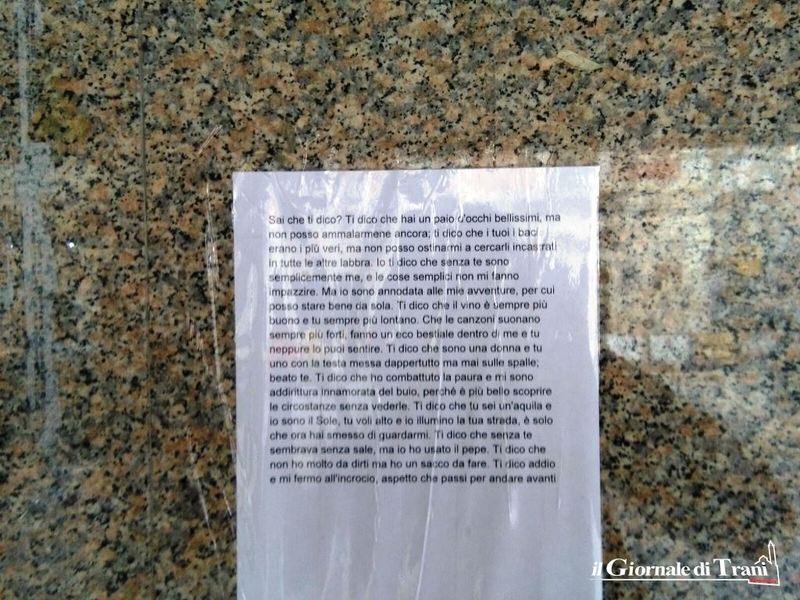 Sai che ti dico? Ti dico che hai un paio d'occhi bellissimi, ma
non posso ammalarmene ancora; ti dico che i tuoi i baci
erano i più veri, ma non posso ostinarmi a cercarli incastrati
in tutte le altre labbra. Io ti dico che senza te sono
semplicemente me, e le cose semplici non mi fanno
impazzire. Ma io sono annodata alle mie avventure, per cui
posso stare bene da sola. Ti dico che il vino è sempre più
buono e tu sempre più lontano. Che le canzoni suonano
sempre più forti, fanno un eco bestiale dentro di me e tu
neppure lo puoi sentire. Ti dico che sono una donna e tu
uno con la testa messa dappertutto ma mai sulle spalle;
beato te. Ti dico che ho combattuto la paura e mi sono
addirittura innamorata del buio, perché è più bello scoprire
le circostanze senza vederle. Ti dico che tu sei un'aquila e
io sono il Sole, tu voli alto e io illumino la tua strada, è solo
che ora hai smesso di guardarmi. Ti dico che senza te
sembrava senza sale, ma io ho usato il pepe. Ti dico che
non ho molto da dirti ma ho un sacco da fare. Ti dico addio
e mi fermo all'incrocio, aspetto che passi per andare avanti
il Giornale di Trani